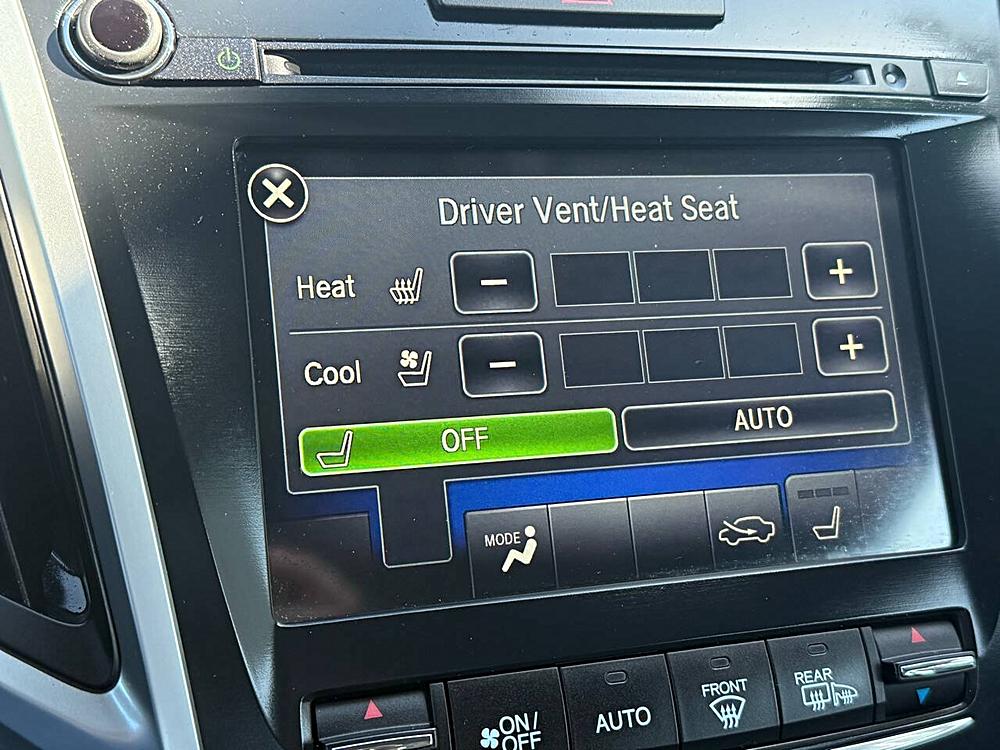 Driver Vent/Heat Seat
Heat - +
Cool - +
OFF AUTO
MODE
ON/
OFF
AUTO
FRONT
REAR